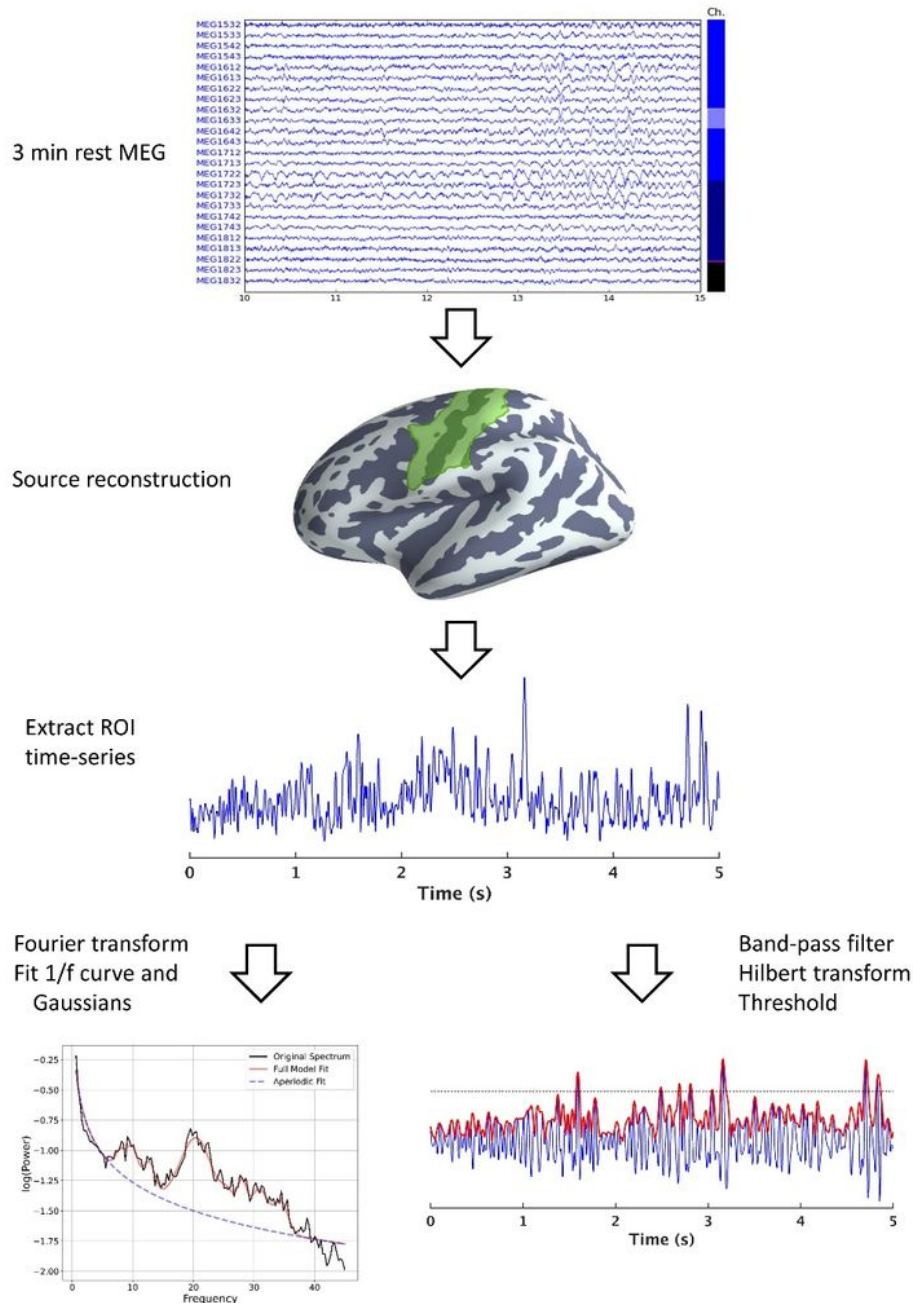 Ch.
MEG1532
MEG1533
MEG1542
MEG1543
MEG1612
MEG1613
MEG1622
MEG1623
MEG1632
MEG1633
MEG1642
MEG1643
MEG1712
MEG1713
MEG1722
MEG1723
MEG1732
MEG1733
MEG1742
MEG1743
MEG1812
MEG1813
MEG1822
MEG1823
MEG1832
10 11 12 13 14 15
3 min rest MEG
Source reconstruction
Extract ROI
time-series
0 1 2 3 4 5
Time (s)
Fourier transform
Fit 1/f curve and
Gaussians
Band-pass filter
Hilbert transform
Threshold
Original Spectrum
Full Model Fit
Aperiodic Fit
log(Power)
−0.25
−0.50
−0.75
−1.00
−1.25
−1.50
−1.75
−2.00
0 10 20 30 40
Frequency
0 1 2 3 4 5
Time (s)